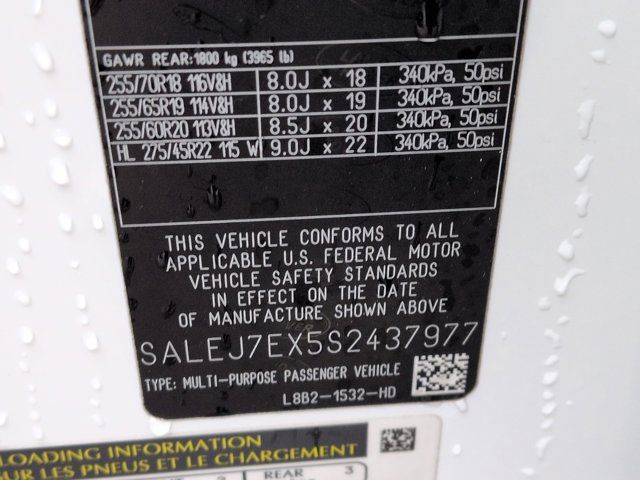 GAWR REAR:1800 kg (3965 lb)
255/70R18 116V&H 8.0J x 18 340kPa, 50psi
255/65R19 114V&H 8.0J x 19 340kPa, 50psi
255/60R20 113V&H 8.5J x 20 340kPa, 50psi
HL 275/45R22 115 W 9.0J x 22 340kPa, 50psi
THIS VEHICLE CONFORMS TO ALL
APPLICABLE U.S. FEDERAL MOTOR
VEHICLE SAFETY STANDARDS
IN EFFECT ON THE DATE
OF MANUFACTURE SHOWN ABOVE
SALEJ7EX5S2437977
TYPE: MULTI-PURPOSE PASSENGER VEHICLE
L8B2-1532-HD
LOADING INFORMATION
SUR LES PNEUS ET LE CHARGEMENT
REAR 3